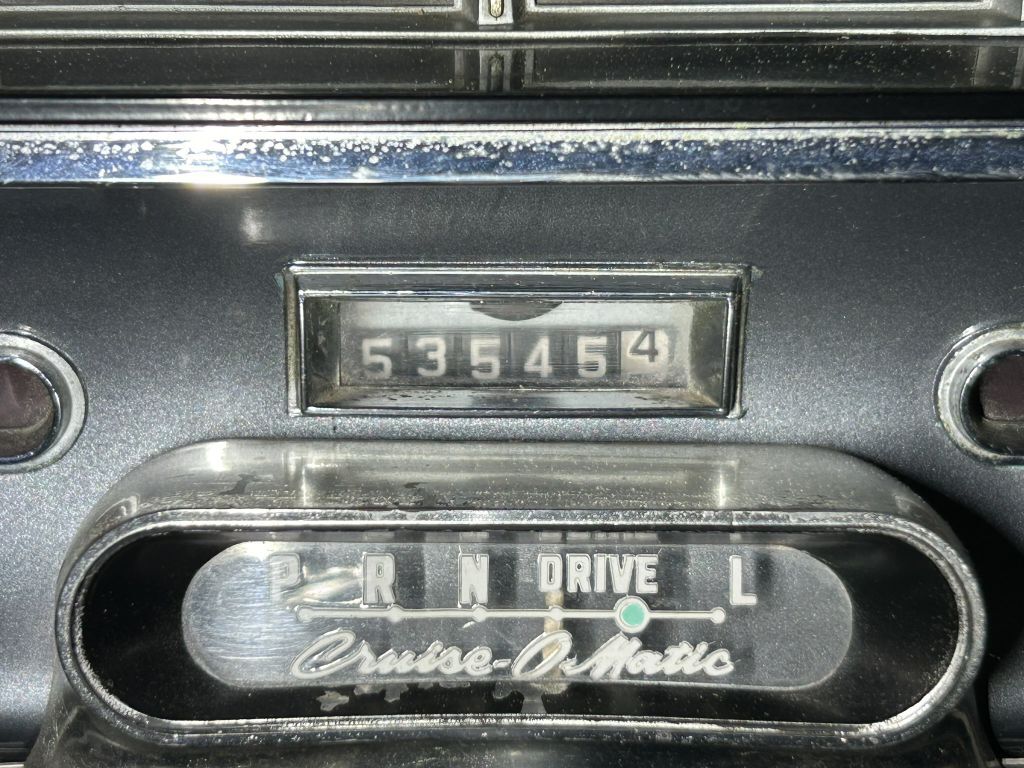 535454
P R N DRIVE L
Cruise-O-Matic